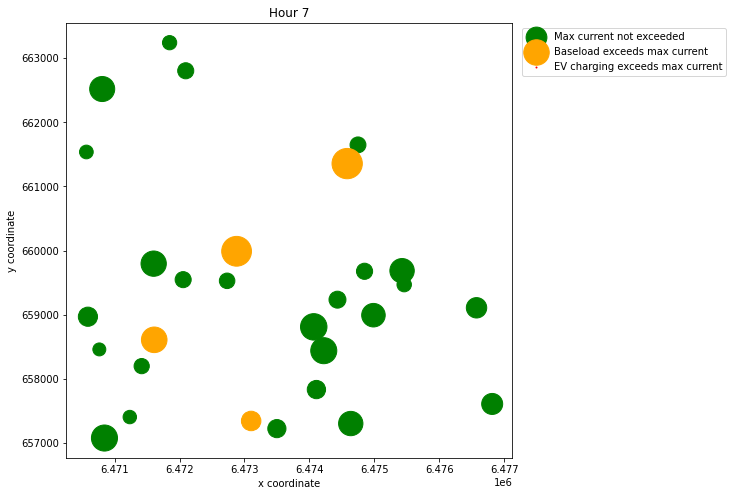 Hour 7
Max current not exceeded
Baseload exceeds max current
EV charging exceeds max current
663000
662000
661000
660000
659000
658000
657000
y coordinate
6.471 6.472 6.473 6.474 6.475 6.476 6.477
1e6
x coordinate